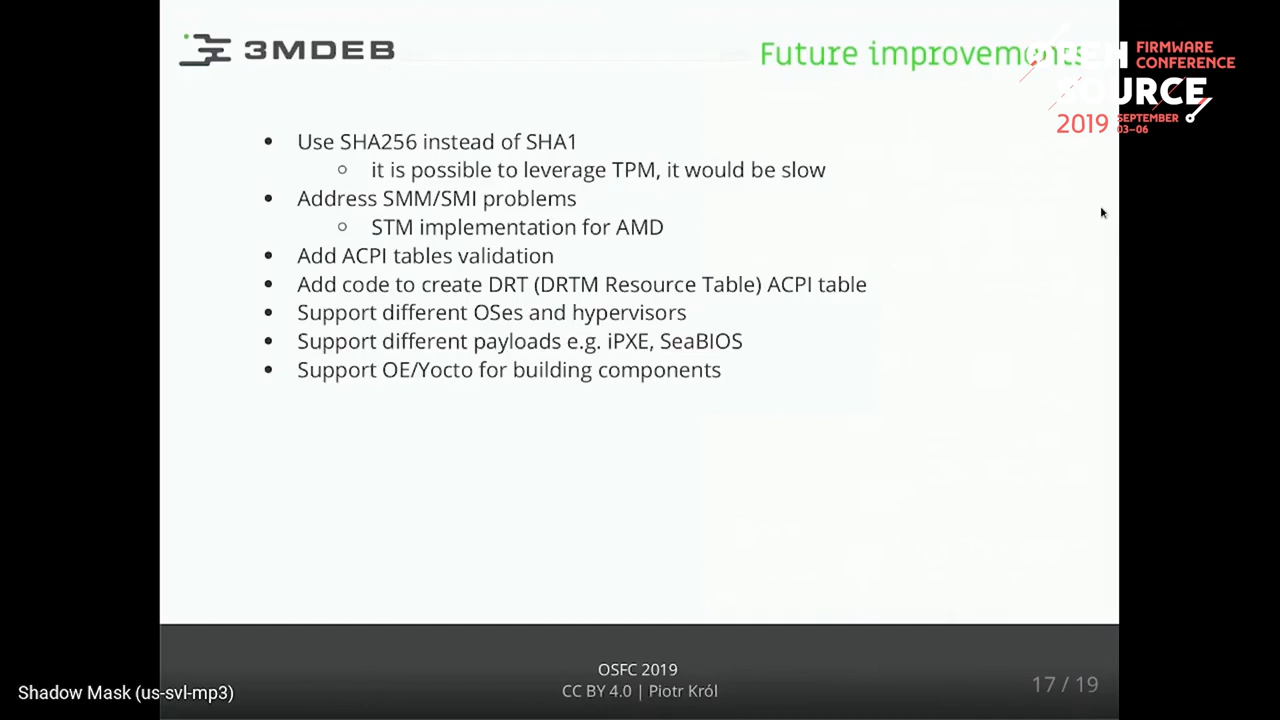 3MDEB
Future improvements
FIRMWARE
CONFERENCE
OPEN
SOURCE
2019 SEPTEMBER
03–06
• Use SHA256 instead of SHA1
○ it is possible to leverage TPM, it would be slow
• Address SMM/SMI problems
○ STM implementation for AMD
• Add ACPI tables validation
• Add code to create DRT (DRTM Resource Table) ACPI table
• Support different OSes and hypervisors
• Support different payloads e.g. iPXE, SeaBIOS
• Support OE/Yocto for building components
OSFC 2019
CC BY 4.0 | Piotr Król
17 / 19
Shadow Mask (us-svl-mp3)